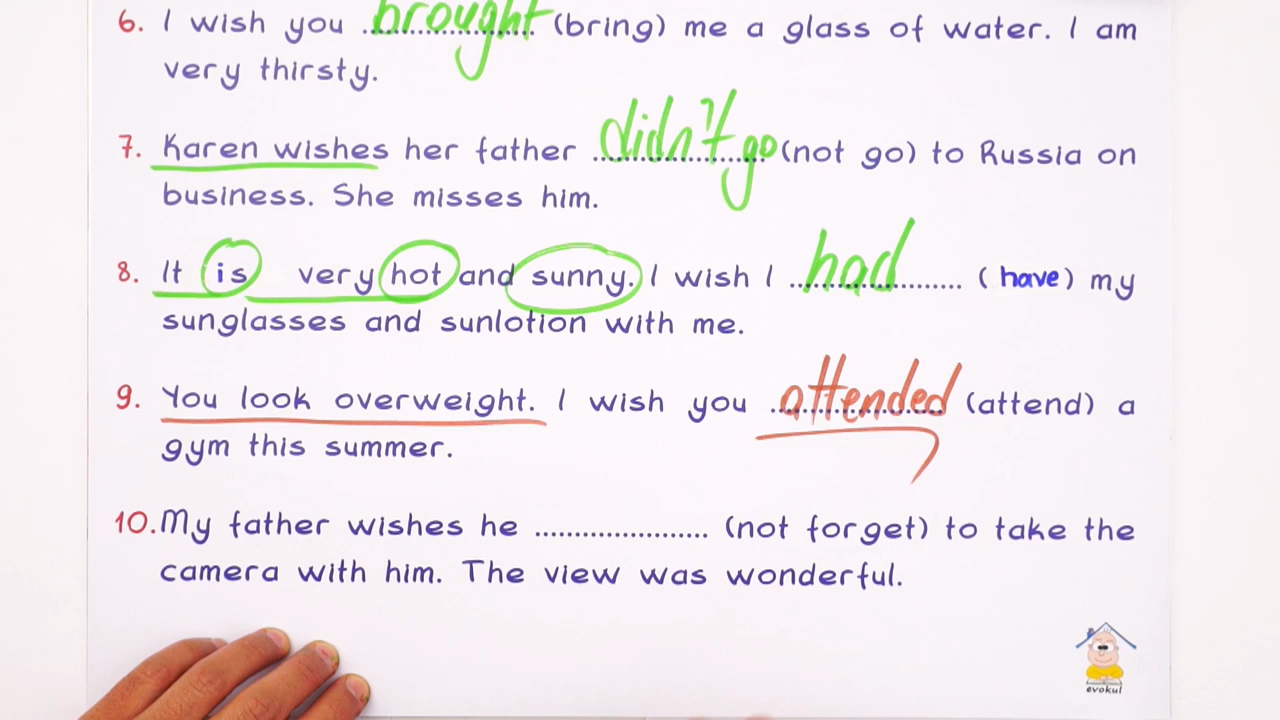 6. I wish you brought (bring) me a glass of water. I am
very thirsty.
7. Karen wishes her father didn't go (not go) to Russia on
business. She misses him.
8. It is very hot and sunny. I wish I had (have) my
sunglasses and sunlotion with me.
9. You look overweight. I wish you attended (attend) a
gym this summer.
10. My father wishes he ...................... (not forget) to take the
camera with him. The view was wonderful.
evokul